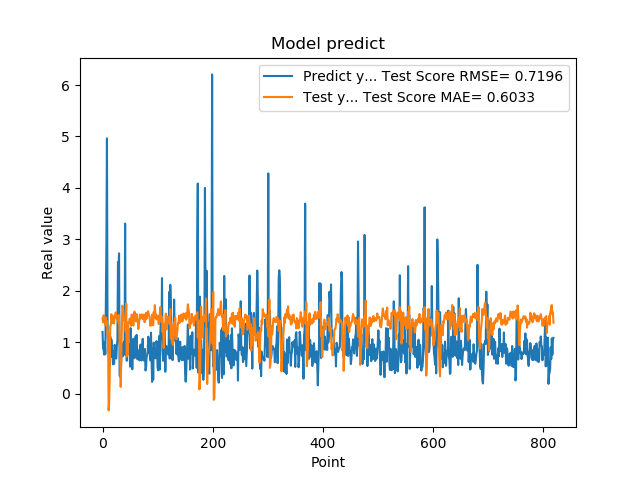 Model predict
Predict y... Test Score RMSE= 0.7196
Test y... Test Score MAE= 0.6033
Real value
6
5
4
3
2
1
0
0 200 400 600 800
Point